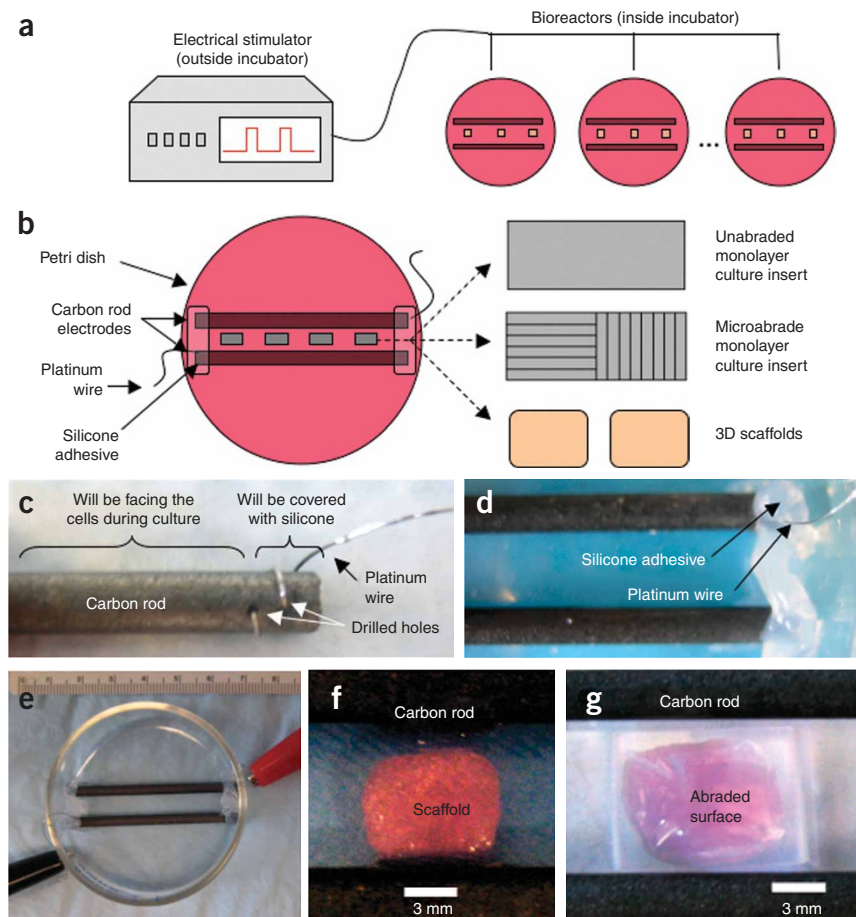 a
Electrical stimulator
(outside incubator)
Bioreactors (inside incubator)
...
b
Petri dish
Carbon rod
electrodes
Platinum
wire
Silicone
adhesive
Unabraded
monolayer
culture insert
Microabrade
monolayer
culture insert
3D scaffolds
c
Will be facing the
cells during culture
Will be covered
with silicone
Carbon rod
Platinum
wire
Drilled holes
d
Silicone adhesive
Platinum wire
e
f
Carbon rod
Scaffold
3 mm
g
Carbon rod
Abraded
surface
3 mm